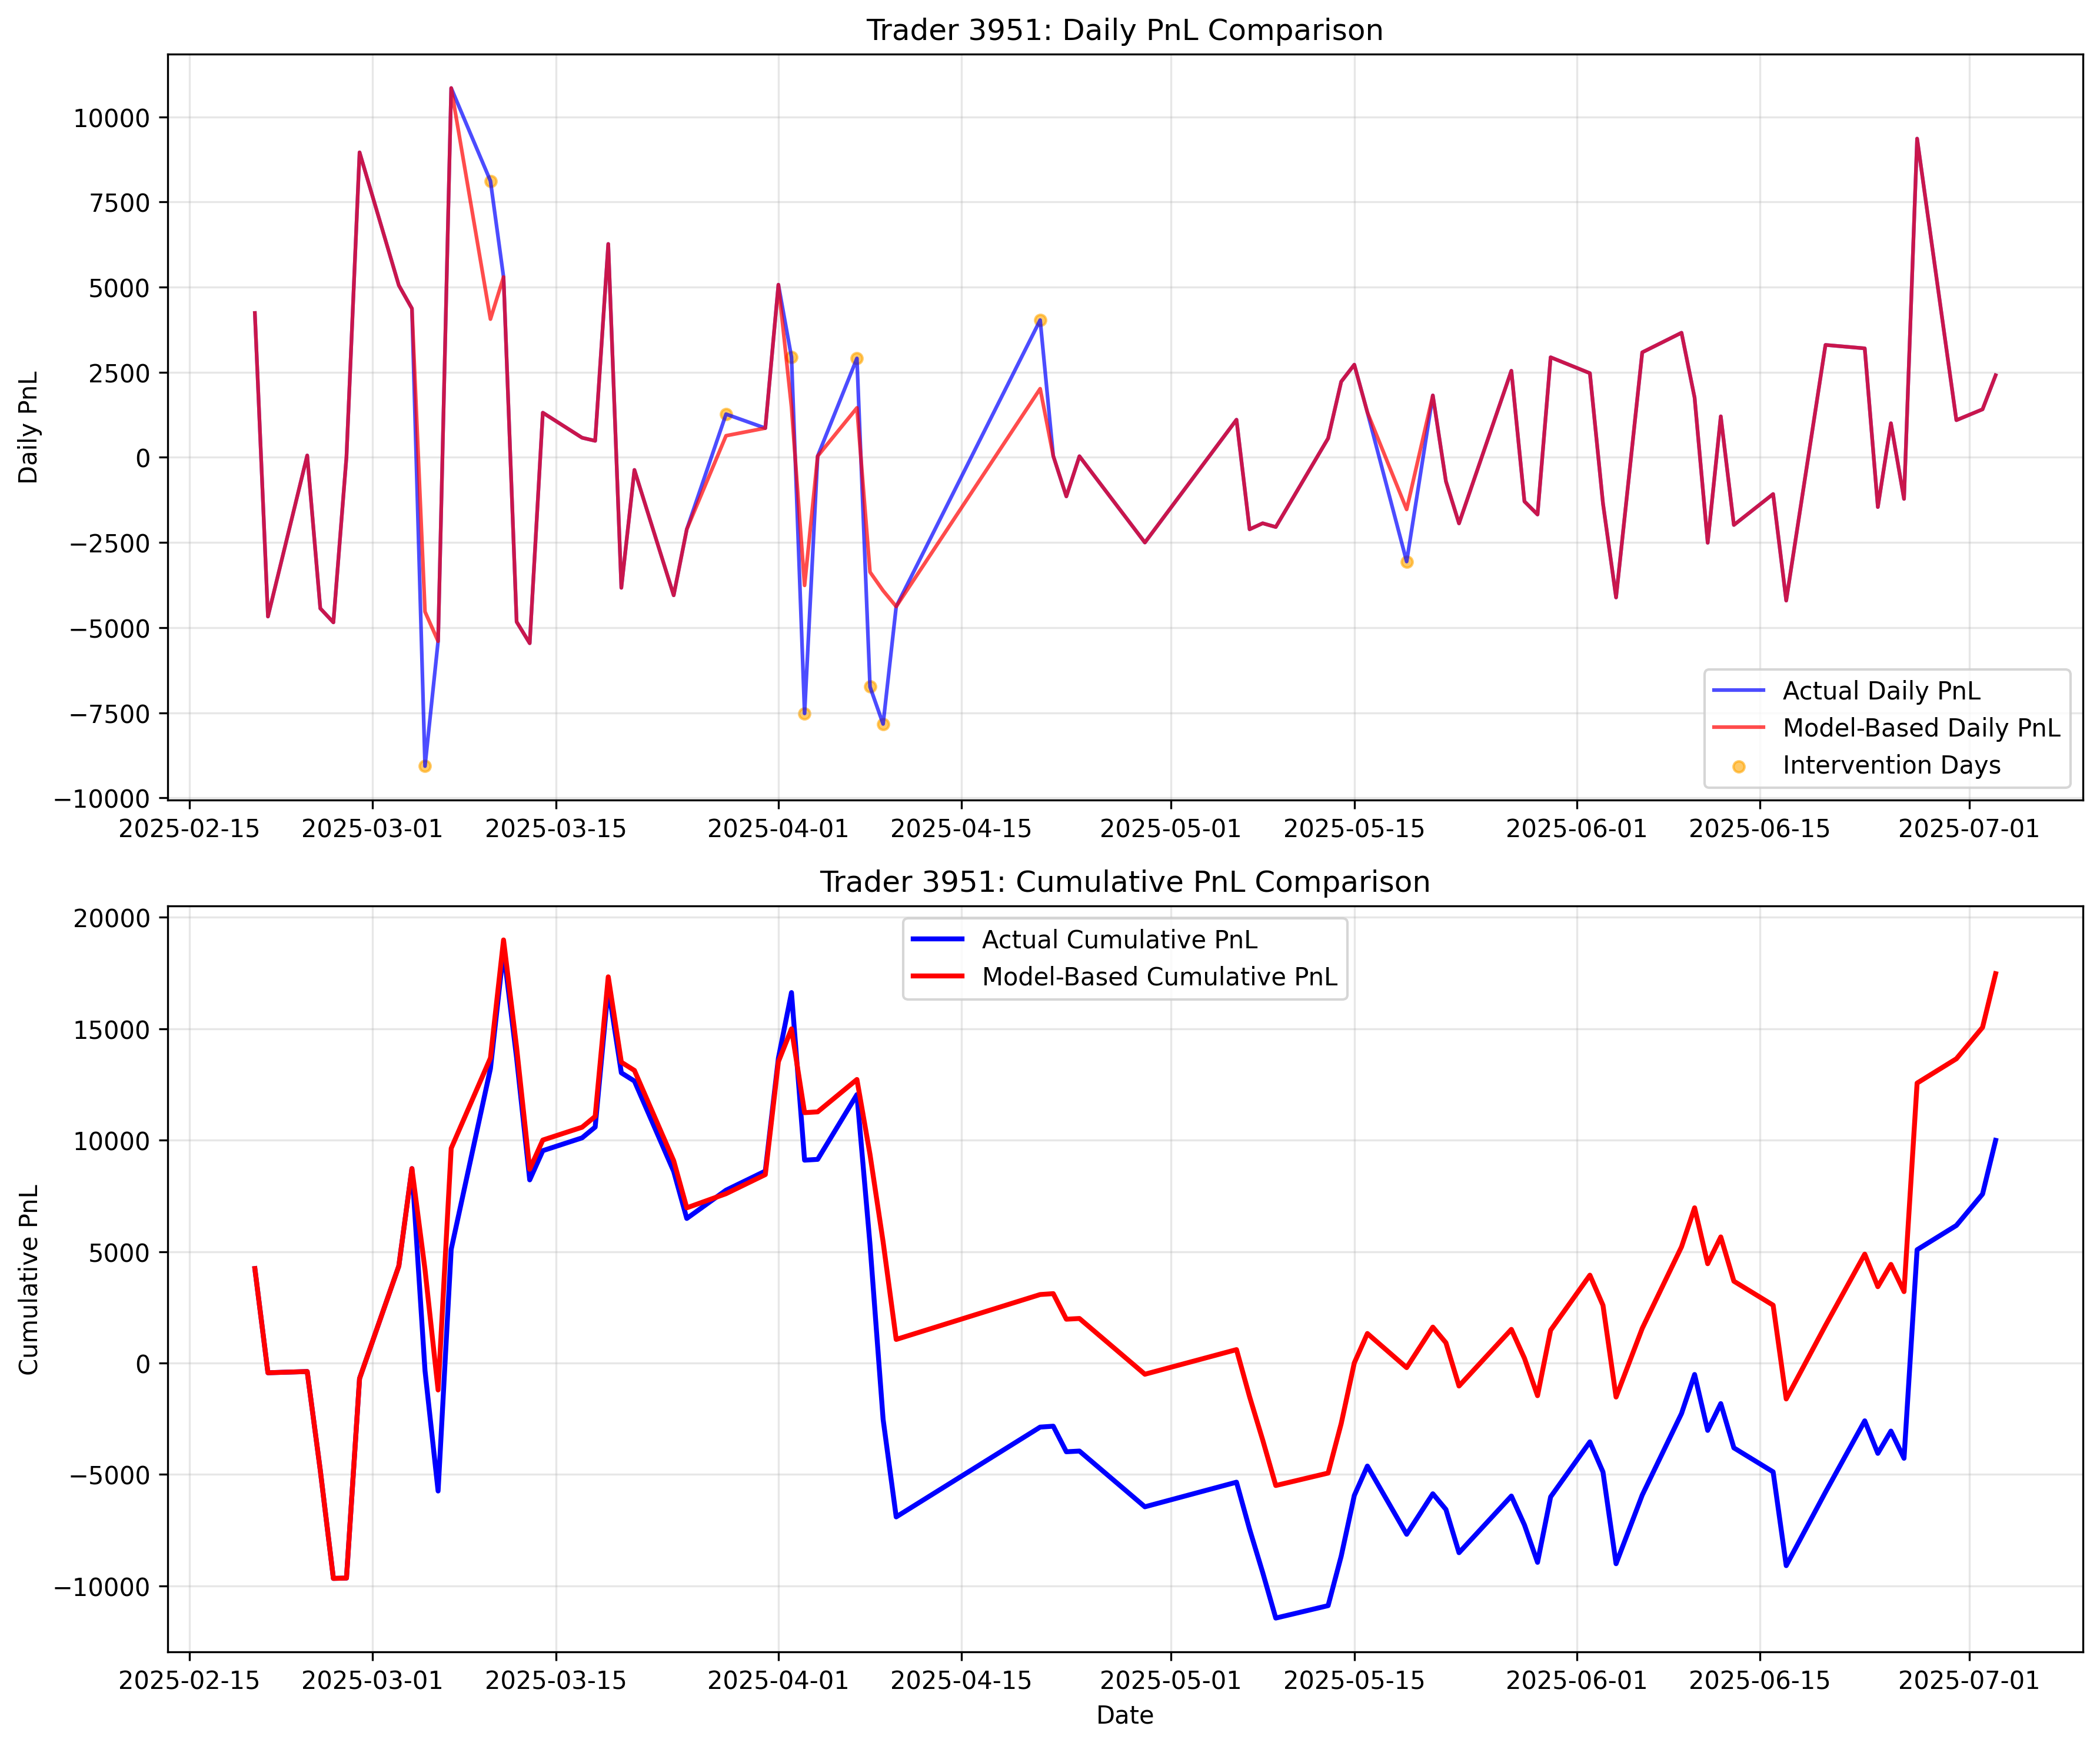 Trader 3951: Daily PnL Comparison
Daily PnL
10000
7500
5000
2500
0
−2500
−5000
−7500
−10000
Actual Daily PnL
Model-Based Daily PnL
Intervention Days
2025-02-15 2025-03-01 2025-03-15 2025-04-01 2025-04-15 2025-05-01 2025-05-15 2025-06-01 2025-06-15 2025-07-01
Trader 3951: Cumulative PnL Comparison
Cumulative PnL
20000
15000
10000
5000
0
−5000
−10000
Actual Cumulative PnL
Model-Based Cumulative PnL
2025-02-15 2025-03-01 2025-03-15 2025-04-01 2025-04-15 2025-05-01 2025-05-15 2025-06-01 2025-06-15 2025-07-01
Date